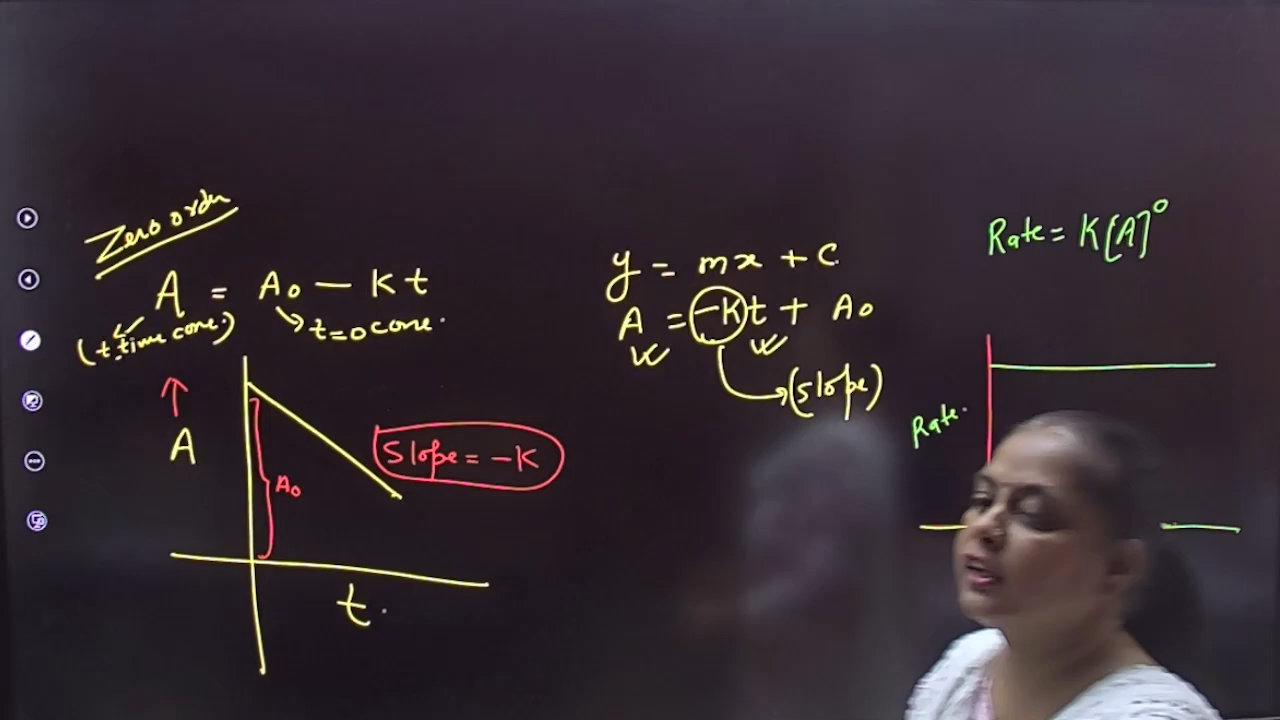 Zero order
A = A₀ − Kt
(t time conc.)
t=0 conc.
A
A₀
Slope = −K
t.
y = mx + c.
A = −Kt + A₀
(slope)
Rate = K[A]⁰
Rate.